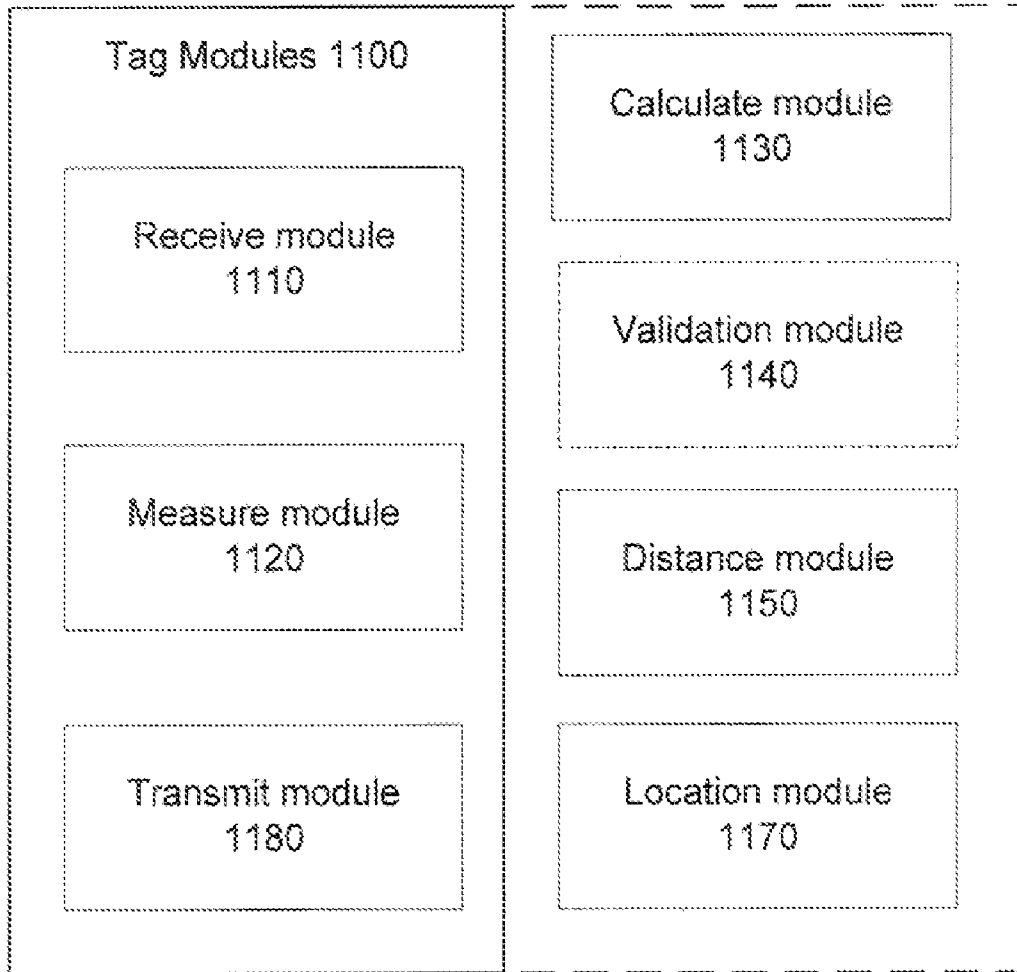 Tag Modules 1100
Receive module
1110
Measure module
1120
Transmit module
1180
Calculate module
1130
Validation module
1140
Distance module
1150
Location module
1170